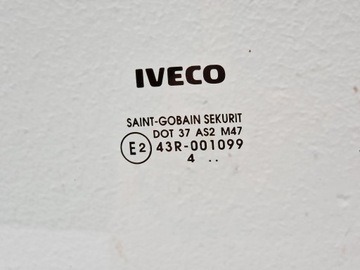 IVECO
SAINT-GOBAIN SEKURIT
DOT 37 AS2 M47
E2 43R-001099
4 ..